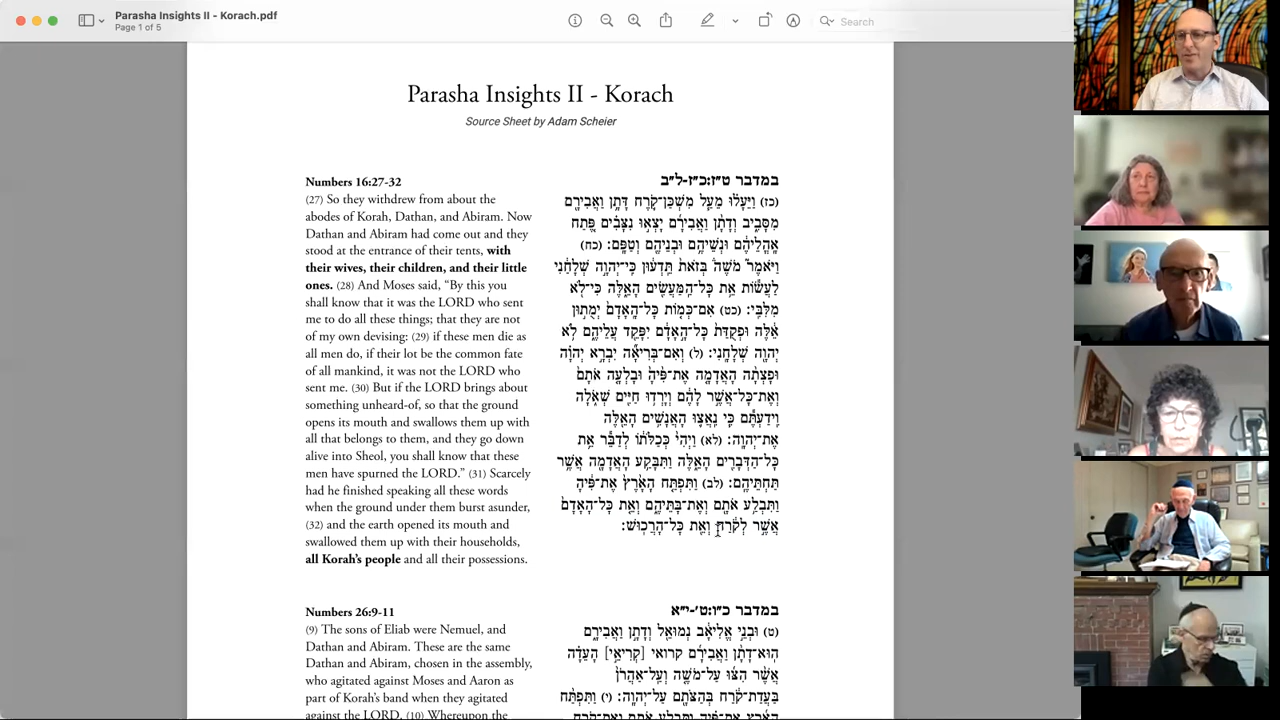 Parasha Insights II - Korach.pdf
Page 1 of 5
Search
Parasha Insights II - Korach
Source Sheet by Adam Scheier
Numbers 16:27-32
(27) So they withdrew from about the
abodes of Korah, Dathan, and Abiram. Now
Dathan and Abiram had come out and they
stood at the entrance of their tents, with
their wives, their children, and their little
ones. (28) And Moses said, “By this you
shall know that it was the LORD who sent
me to do all these things; that they are not
of my own devising: (29) if these men die as
all men do, if their lot be the common fate
of all mankind, it was not the LORD who
sent me. (30) But if the LORD brings about
something unheard-of, so that the ground
opens its mouth and swallows them up with
all that belongs to them, and they go down
alive into Sheol, you shall know that these
men have spurned the LORD.” (31) Scarcely
had he finished speaking all these words
when the ground under them burst asunder,
(32) and the earth opened its mouth and
swallowed them up with their households,
all Korah’s people and all their possessions.
במדבר ט״ז:כ״ז-ל״ב
(כז) וַיֵּעָל֗וּ מֵעַ֧ל מִשְׁכַּן־קֹ֛רַח דָּתָ֥ן וַאֲבִירָ֖ם
מִסָּבִ֑יב וְדָתָ֨ן וַאֲבִירָ֜ם יָצְא֣וּ נִצָּבִ֗ים פֶּ֚תַח
אׇֽהֳלֵיהֶ֔ם וּנְשֵׁיהֶ֥ם וּבְנֵיהֶ֖ם וְטַפָּֽם׃ (כח)
וַיֹּ֘אמֶר֮ מֹשֶׁה֒ בְּזֹאת֙ תֵּֽדְע֔וּן כִּֽי־יְהֹוָ֣ה שְׁלָחַ֔נִי
לַעֲשׂ֕וֹת אֵ֥ת כׇּל־הַֽמַּעֲשִׂ֖ים הָאֵ֑לֶּה כִּי־לֹ֖א
מִלִּבִּֽי׃ (כט) אִם־כְּמ֤וֹת כׇּל־הָֽאָדָם֙ יְמֻת֣וּן
אֵ֔לֶּה וּפְקֻדַּת֙ כׇּל־הָ֣אָדָ֔ם יִפָּקֵ֖ד עֲלֵיהֶ֑ם לֹ֥א
יְהֹוָ֖ה שְׁלָחָֽנִי׃ (ל) וְאִם־בְּרִיאָ֞ה יִבְרָ֣א יְהֹוָ֗ה
וּפָצְתָ֨ה הָאֲדָמָ֤ה אֶת־פִּ֙יהָ֙ וּבָלְעָ֤ה אֹתָם֙
וְאֶת־כׇּל־אֲשֶׁ֣ר לָהֶ֔ם וְיָרְד֥וּ חַיִּ֖ים שְׁאֹ֑לָה
וִֽידַעְתֶּ֕ם כִּ֧י נִֽאֲצ֛וּ הָאֲנָשִׁ֥ים הָאֵ֖לֶּה
אֶת־יְהֹוָֽה׃ (לא) וַיְהִי֙ כְּכַלֹּת֔וֹ לְדַבֵּ֕ר אֵ֥ת
כׇּל־הַדְּבָרִ֖ים הָאֵ֑לֶּה וַתִּבָּקַ֥ע הָאֲדָמָ֖ה אֲשֶׁ֥ר
תַּחְתֵּיהֶֽם׃ (לב) וַתִּפְתַּ֤ח הָאָ֙רֶץ֙ אֶת־פִּ֔יהָ
וַתִּבְלַ֥ע אֹתָ֖ם וְאֶת־בָּתֵּיהֶ֑ם וְאֵ֤ת כׇּל־הָאָדָם֙
אֲשֶׁ֣ר לְקֹ֔רַח וְאֵ֖ת כׇּל־הָרְכֽוּשׁ׃
Numbers 26:9-11
(9) The sons of Eliab were Nemuel, and
Dathan and Abiram. These are the same
Dathan and Abiram, chosen in the assembly,
who agitated against Moses and Aaron as
part of Korah’s band when they agitated
against the LORD. (10) Whereupon the
במדבר כ״ו:ט׳-י״א
(ט) וּבְנֵ֣י אֱלִיאָ֔ב נְמוּאֵ֖ל וְדָתָ֣ן וַאֲבִירָ֑ם
הֽוּא־דָתָ֨ן וַאֲבִירָ֜ם קרואי [קְרִיאֵ֣י] הָעֵדָ֗ה
אֲשֶׁ֨ר הִצּ֜וּ עַל־מֹשֶׁ֤ה וְעַֽל־אַהֲרֹן֙
בַּעֲדַת־קֹ֔רַח בְּהַצֹּתָ֖ם עַל־יְהֹוָֽה׃ (י) וַתִּפְתַּ֨ח
הָאָ֜רֶץ אֶת־פִּ֗יהָ וַתִּבְלַ֥ע אֹתָ֛ם וְאֶת־קֹ֖רַח